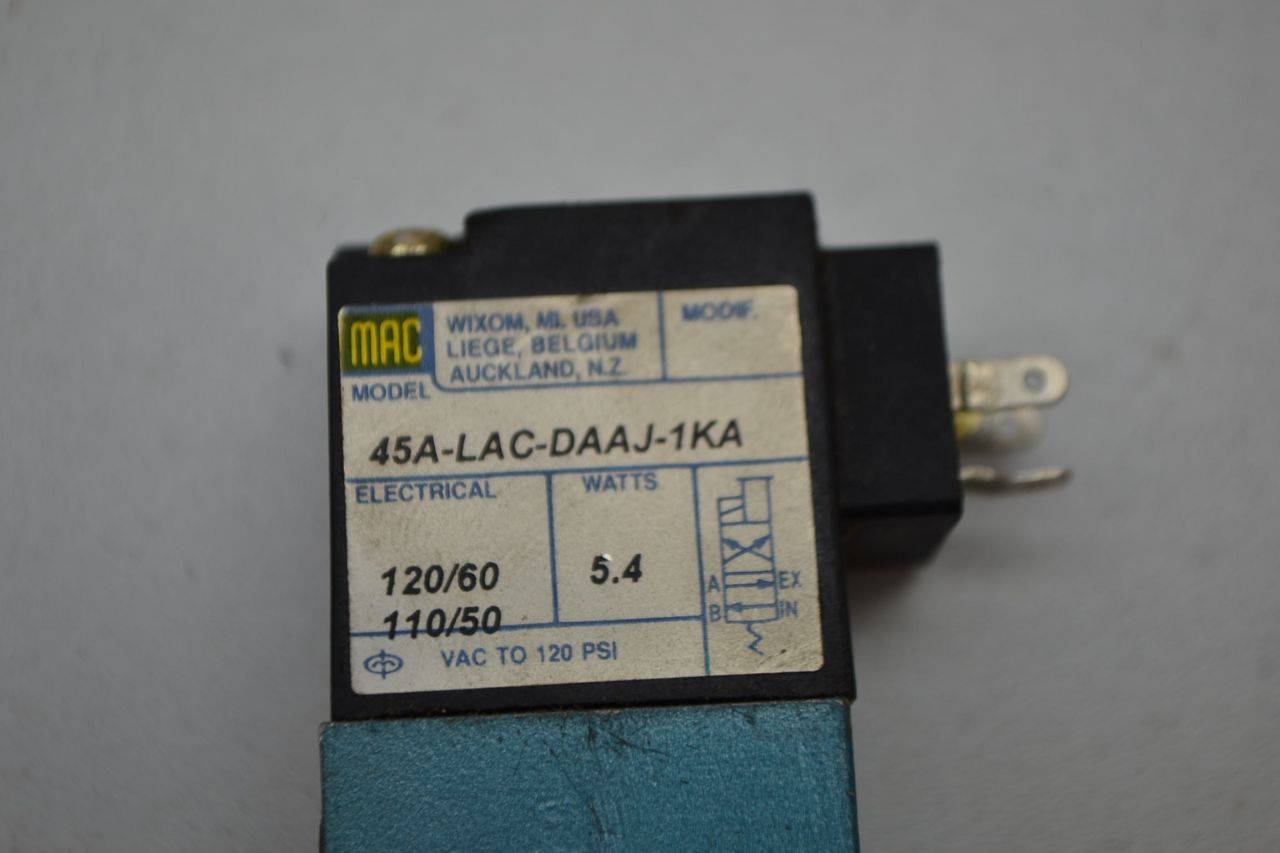 MAC
WIXOM, MI. USA
LIEGE, BELGIUM
AUCKLAND, N.Z.
MODIF.
MODEL
45A-LAC-DAAJ-1KA
ELECTRICAL
WATTS
120/60
110/50
5.4
A EX
B IN
VAC TO 120 PSI